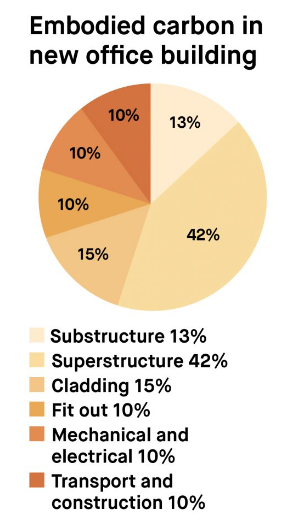 Embodied carbon in
new office building
10%
13%
10%
10%
42%
15%
Substructure 13%
Superstructure 42%
Cladding 15%
Fit out 10%
Mechanical and
electrical 10%
Transport and
construction 10%